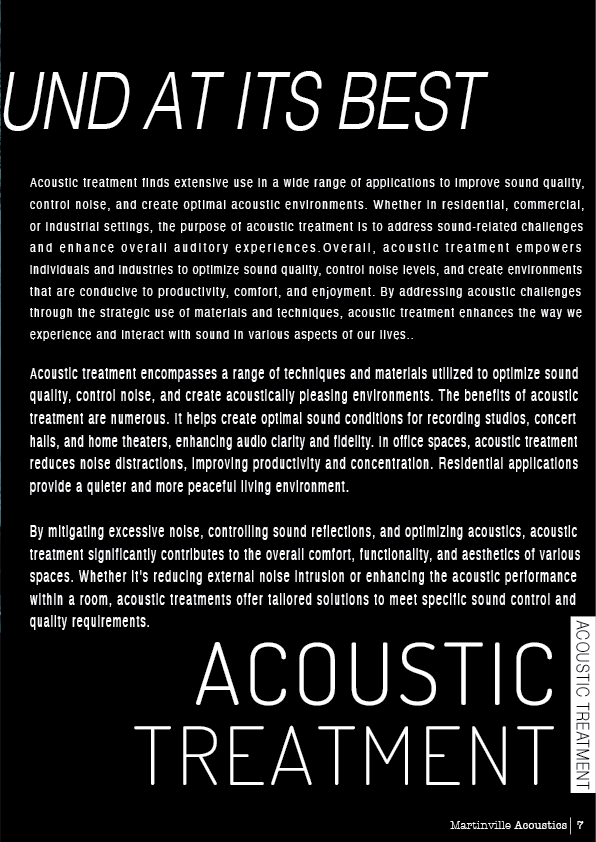 UND AT ITS BEST
Acoustic treatment finds extensive use in a wide range of applications to improve sound quality,
control noise, and create optimal acoustic environments. Whether in residential, commercial,
or industrial settings, the purpose of acoustic treatment is to address sound-related challenges
and enhance overall auditory experiences.Overall, acoustic treatment empowers
individuals and industries to optimize sound quality, control noise levels, and create environments
that are conducive to productivity, comfort, and enjoyment. By addressing acoustic challenges
through the strategic use of materials and techniques, acoustic treatment enhances the way we
experience and interact with sound in various aspects of our lives..
Acoustic treatment encompasses a range of techniques and materials utilized to optimize sound
quality, control noise, and create acoustically pleasing environments. The benefits of acoustic
treatment are numerous. It helps create optimal sound conditions for recording studios, concert
halls, and home theaters, enhancing audio clarity and fidelity. In office spaces, acoustic treatment
reduces noise distractions, improving productivity and concentration. Residential applications
provide a quieter and more peaceful living environment.
By mitigating excessive noise, controlling sound reflections, and optimizing acoustics, acoustic
treatment significantly contributes to the overall comfort, functionality, and aesthetics of various
spaces. Whether it's reducing external noise intrusion or enhancing the acoustic performance
within a room, acoustic treatments offer tailored solutions to meet specific sound control and
quality requirements.
ACOUSTIC
TREATMENT
ACOUSTIC TREATMENT
Martinville Acoustics | 7